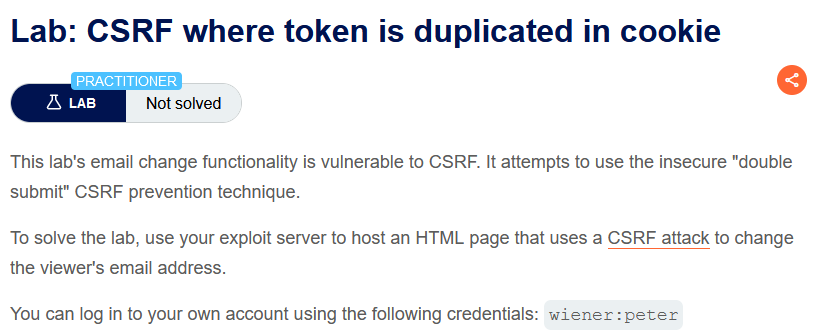 Lab: CSRF where token is duplicated in cookie
PRACTITIONER
LAB
Not solved
This lab's email change functionality is vulnerable to CSRF. It attempts to use the insecure "double
submit" CSRF prevention technique.
To solve the lab, use your exploit server to host an HTML page that uses a CSRF attack to change
the viewer's email address.
You can log in to your own account using the following credentials: wiener:peter